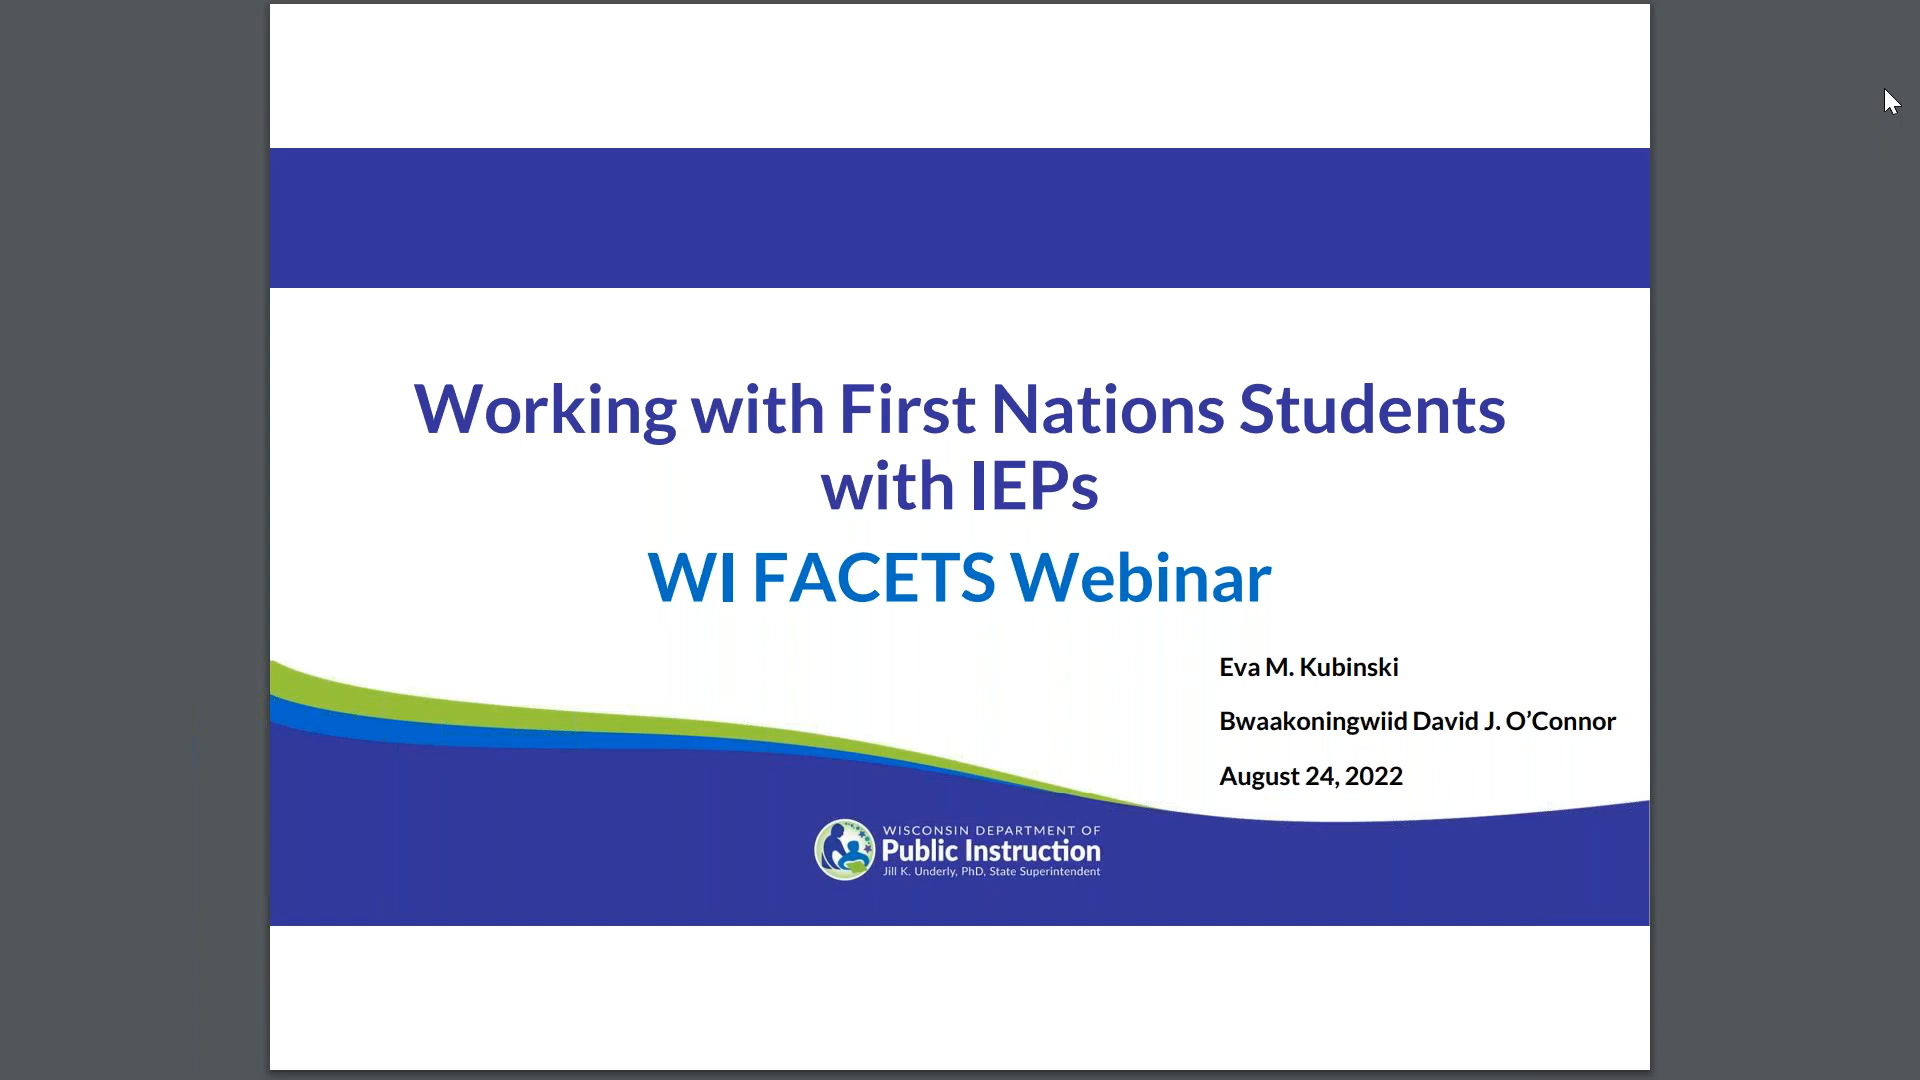 Working with First Nations Students
with IEPs
WI FACETS Webinar
Eva M. Kubinski
Bwaakoningwiid David J. O’Connor
August 24, 2022
WISCONSIN DEPARTMENT OF
Public Instruction
Jill K. Underly, PhD, State Superintendent